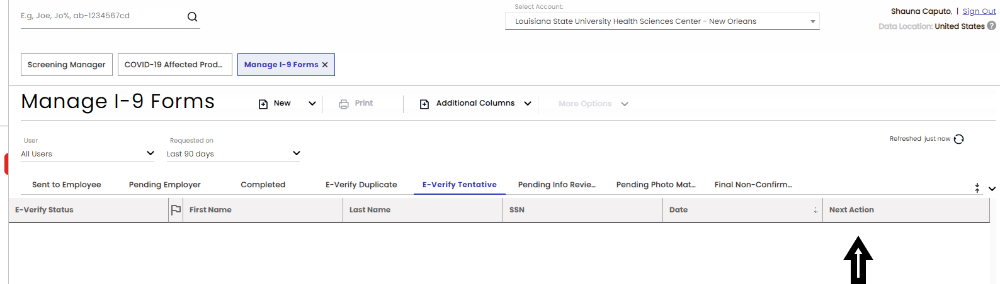 E.g, Joe, Jo%, ab-1234567cd
Select Account:
Louisiana State University Health Sciences Center - New Orleans
Shauna Caputo, | Sign Out
Data Location: United States ?
Screening Manager
COVID-19 Affected Prod...
Manage I-9 Forms ×
Manage I-9 Forms
New
Print
Additional Columns
More Options
User
All Users
Requested on
Last 90 days
Refreshed just now
Sent to Employee
Pending Employer
Completed
E-Verify Duplicate
E-Verify Tentative
Pending Info Revie...
Pending Photo Mat...
Final Non-Confirm...
E-Verify Status
First Name
Last Name
SSN
Date
Next Action